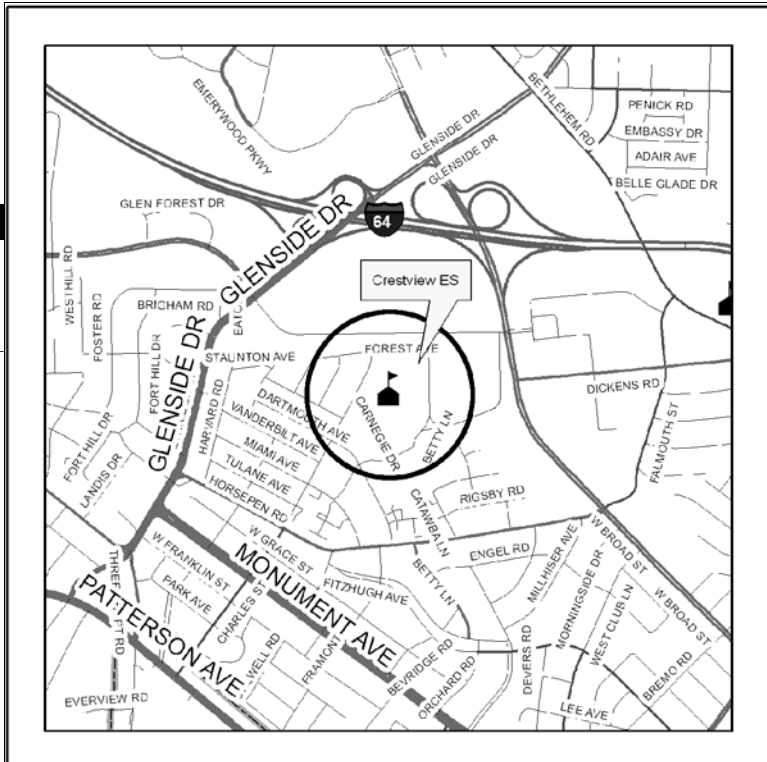 EMERYWOOD PKWY
BETHLEHEM RD
PENICK RD
EMBASSY DR
ADAIR AVE
BELLE GLADE DR
GLENSIDE DR
GLENSIDE DR
GLEN FOREST DR
64
GLENSIDE DR
WESTHILL RD
FOSTER RD
BRIGHAM RD
Crestview ES
GLENSIDE DR
FORT HILL DR
STAUNTON AVE
FOREST AVE
DICKENS RD
HARVARD RD
DARTMOUTH AVE
VANDERBILT AVE
MIAMI AVE
TULANE AVE
HORSEPEN RD
CARNEGIE DR
BETTY LN
FALMOUTH ST
FORT HILL DR
LANDIS DR
RIGSBY RD
CATAWBA LN
W GRACE ST
ENGEL RD
W BROAD ST
W FRANKLIN ST
MONUMENT AVE
FITZHUGH AVE
BETTY LN
MILLHISER AVE
MORNINGSIDE DR
WEST CLUB LN
W BROAD ST
PARK AVE
CHARLES ST
PATTERSON AVE
WELL RD
FRAMONT
BEVRIDGE RD
ORCHARD RD
DEVERS RD
BREMO RD
LEE AVE
EVERVIEW RD